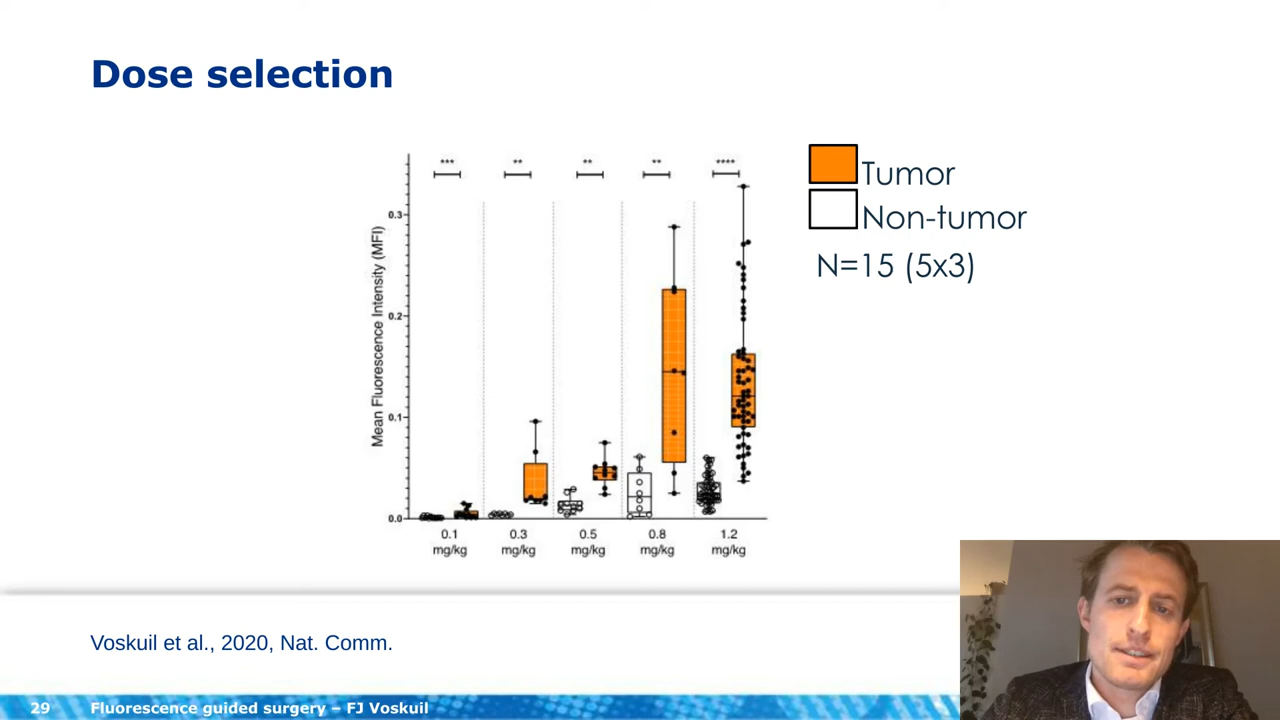 Dose selection
*** ** ** ** ****
Tumor
Non-tumor
N=15 (5x3)
Mean Fluorescence Intensity (MFI)
0.3
0.2
0.1
0.0
0.1 0.3 0.5 0.8 1.2
mg/kg mg/kg mg/kg mg/kg mg/kg
Voskuil et al., 2020, Nat. Comm.
29 Fluorescence guided surgery – FJ Voskuil